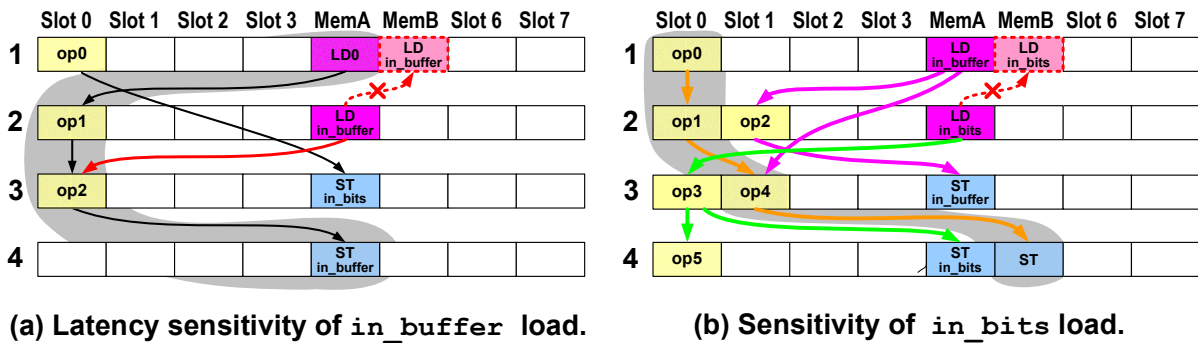 Slot 0 Slot 1 Slot 2 Slot 3 MemA MemB Slot 6 Slot 7
1 op0 LD0 LD in_buffer
2 op1 LD in_buffer
3 op2 ST in_bits
4 ST in_buffer
(a) Latency sensitivity of in_buffer load.
Slot 0 Slot 1 Slot 2 Slot 3 MemA MemB Slot 6 Slot 7
1 op0 LD in_buffer LD in_bits
2 op1 op2 LD in_bits
3 op3 op4 ST in_buffer
4 op5 ST in_bits ST
(b) Sensitivity of in_bits load.